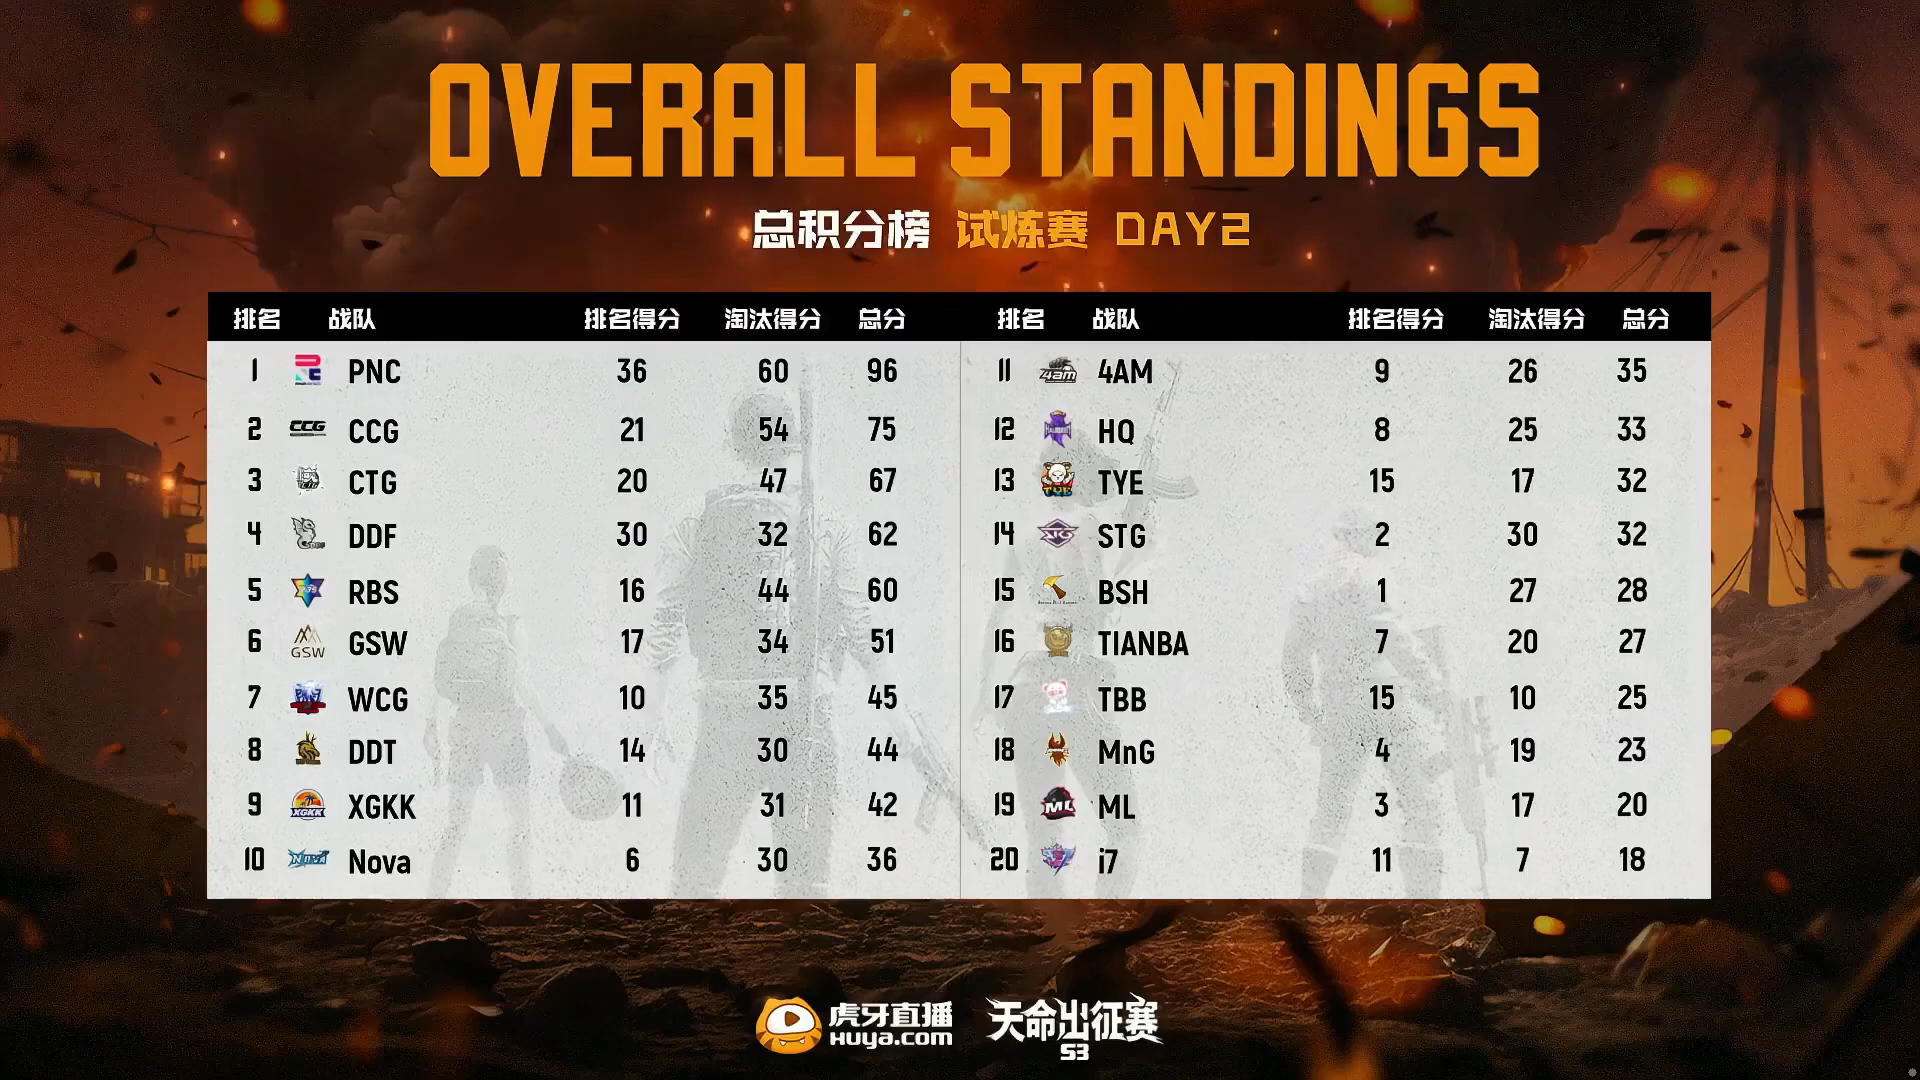 OVERALL STANDINGS
总积分榜 试炼赛 DAY2
排名 战队 排名得分 淘汰得分 总分 排名 战队 排名得分 淘汰得分 总分
1 PNC 36 60 96
2 CCG CCG 21 54 75
3 CTG 20 47 67
4 DDF 30 32 62
5 RBS 16 44 60
6 GSW GSW 17 34 51
7 WCG 10 35 45
8 DDT 14 30 44
9 XGKK XGKK 11 31 42
10 NOVA Nova 6 30 36
11 4am 4AM 9 26 35
12 HQ 8 25 33
13 TYE 15 17 32
14 STG STG 2 30 32
15 BSH 1 27 28
16 TIANBA 7 20 27
17 TBB 15 10 25
18 MnG 4 19 23
19 ML ML 3 17 20
20 i7 11 7 18
虎牙直播 天命出征赛
HUYA.com S3